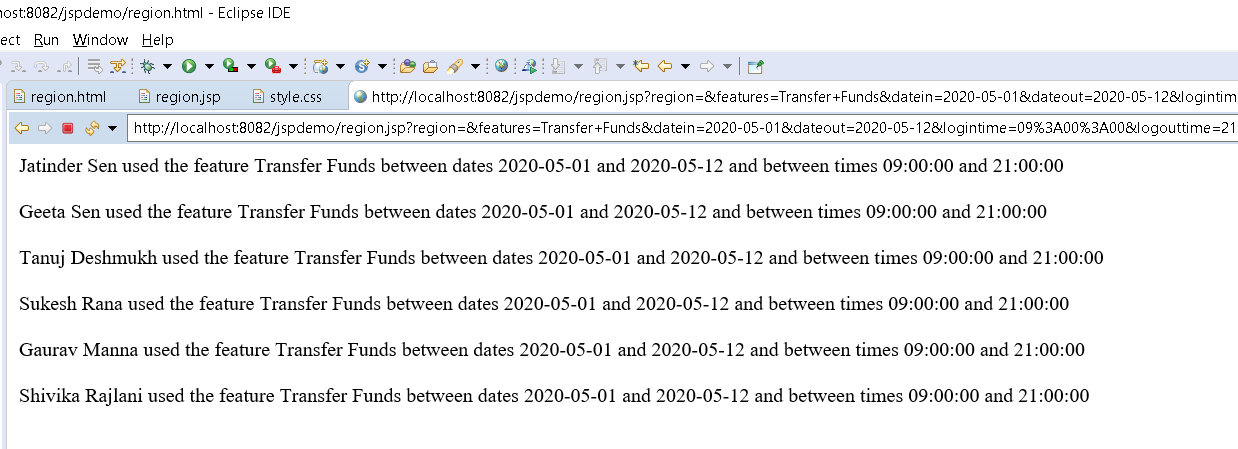 host:8082/jspdemo/region.html - Eclipse IDE
ect Run Window Help
region.html region.jsp style.css http://localhost:8082/jspdemo/region.jsp?region=&features=Transfer+Funds&datein=2020-05-01&dateout=2020-05-12&logintim
http://localhost:8082/jspdemo/region.jsp?region=&features=Transfer+Funds&datein=2020-05-01&dateout=2020-05-12&logintime=09%3A00%3A00&logouttime=21
Jatinder Sen used the feature Transfer Funds between dates 2020-05-01 and 2020-05-12 and between times 09:00:00 and 21:00:00
Geeta Sen used the feature Transfer Funds between dates 2020-05-01 and 2020-05-12 and between times 09:00:00 and 21:00:00
Tanuj Deshmukh used the feature Transfer Funds between dates 2020-05-01 and 2020-05-12 and between times 09:00:00 and 21:00:00
Sukesh Rana used the feature Transfer Funds between dates 2020-05-01 and 2020-05-12 and between times 09:00:00 and 21:00:00
Gaurav Manna used the feature Transfer Funds between dates 2020-05-01 and 2020-05-12 and between times 09:00:00 and 21:00:00
Shivika Rajlani used the feature Transfer Funds between dates 2020-05-01 and 2020-05-12 and between times 09:00:00 and 21:00:00